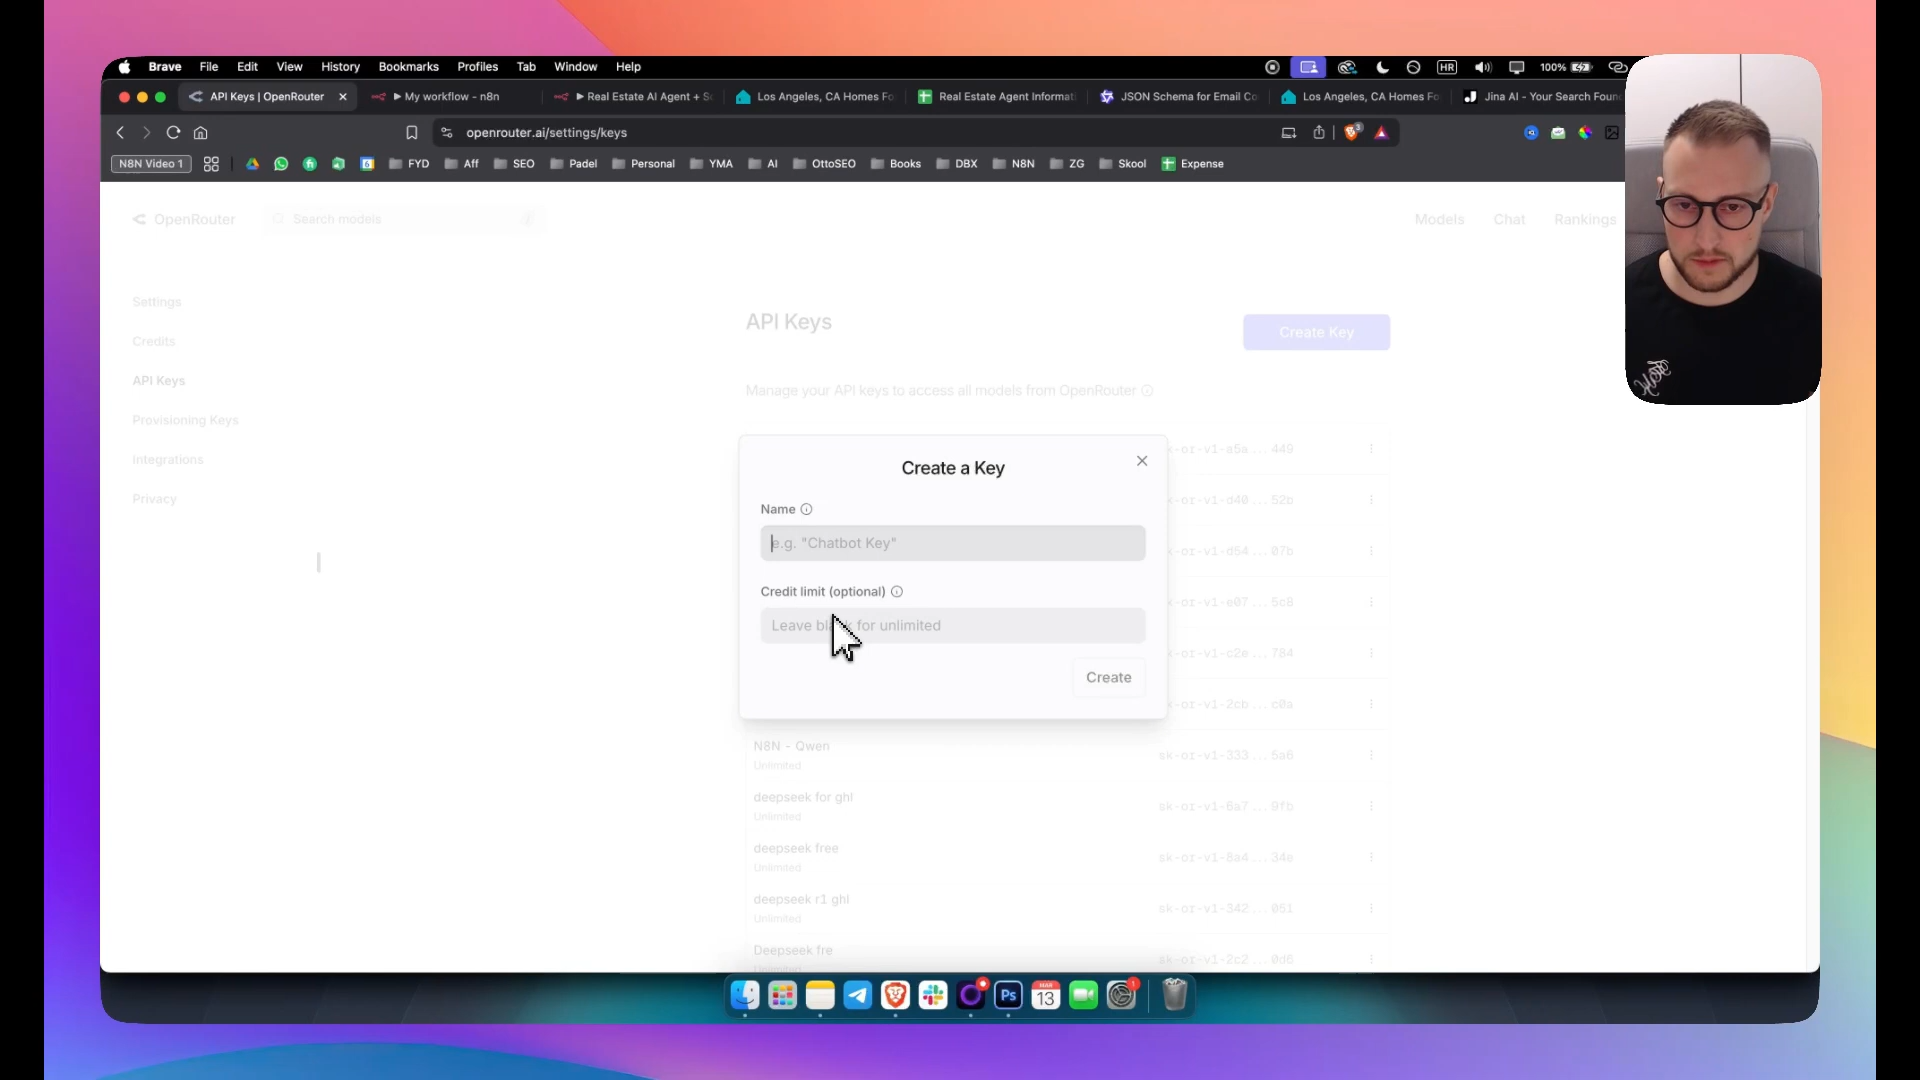 Brave File Edit View History Bookmarks Profiles Tab Window Help HR 100%
API Keys | OpenRouter My workflow - n8n Real Estate AI Agent + S Los Angeles, CA Homes Fo Real Estate Agent Informati JSON Schema for Email Co Los Angeles, CA Homes Fo Jina AI - Your Search Foun
openrouter.ai/settings/keys 3
N8N Video 1 6 FYD Aff SEO Padel Personal YMA AI OttoSEO Books DBX N8N ZG Skool Expense
OpenRouter Search models / Models Chat Rankings
Settings
Credits
API Keys
Provisioning Keys
Integrations
Privacy
API Keys Create Key
Manage your API keys to access all models from OpenRouter
Create a Key
Name
e.g. "Chatbot Key"
Credit limit (optional)
Leave blank for unlimited
Create
k-or-v1-a5a ... 449
k-or-v1-d40 ... 52b
k-or-v1-d54 ... 07b
k-or-v1-e07 ... 5c8
k-or-v1-c2e ... 784
k-or-v1-2cb ... c0a
N8N - Qwen
Unlimited
sk-or-v1-333 ... 5a6
deepseek for ghl
Unlimited
sk-or-v1-6a7 ... 9fb
deepseek free
Unlimited
sk-or-v1-8a4 ... 34e
deepseek r1 ghl
Unlimited
sk-or-v1-342 ... 051
Deepseek fre
Unlimited
sk-or-v1-2c2 ... 0d6
Ps MAR 13 1